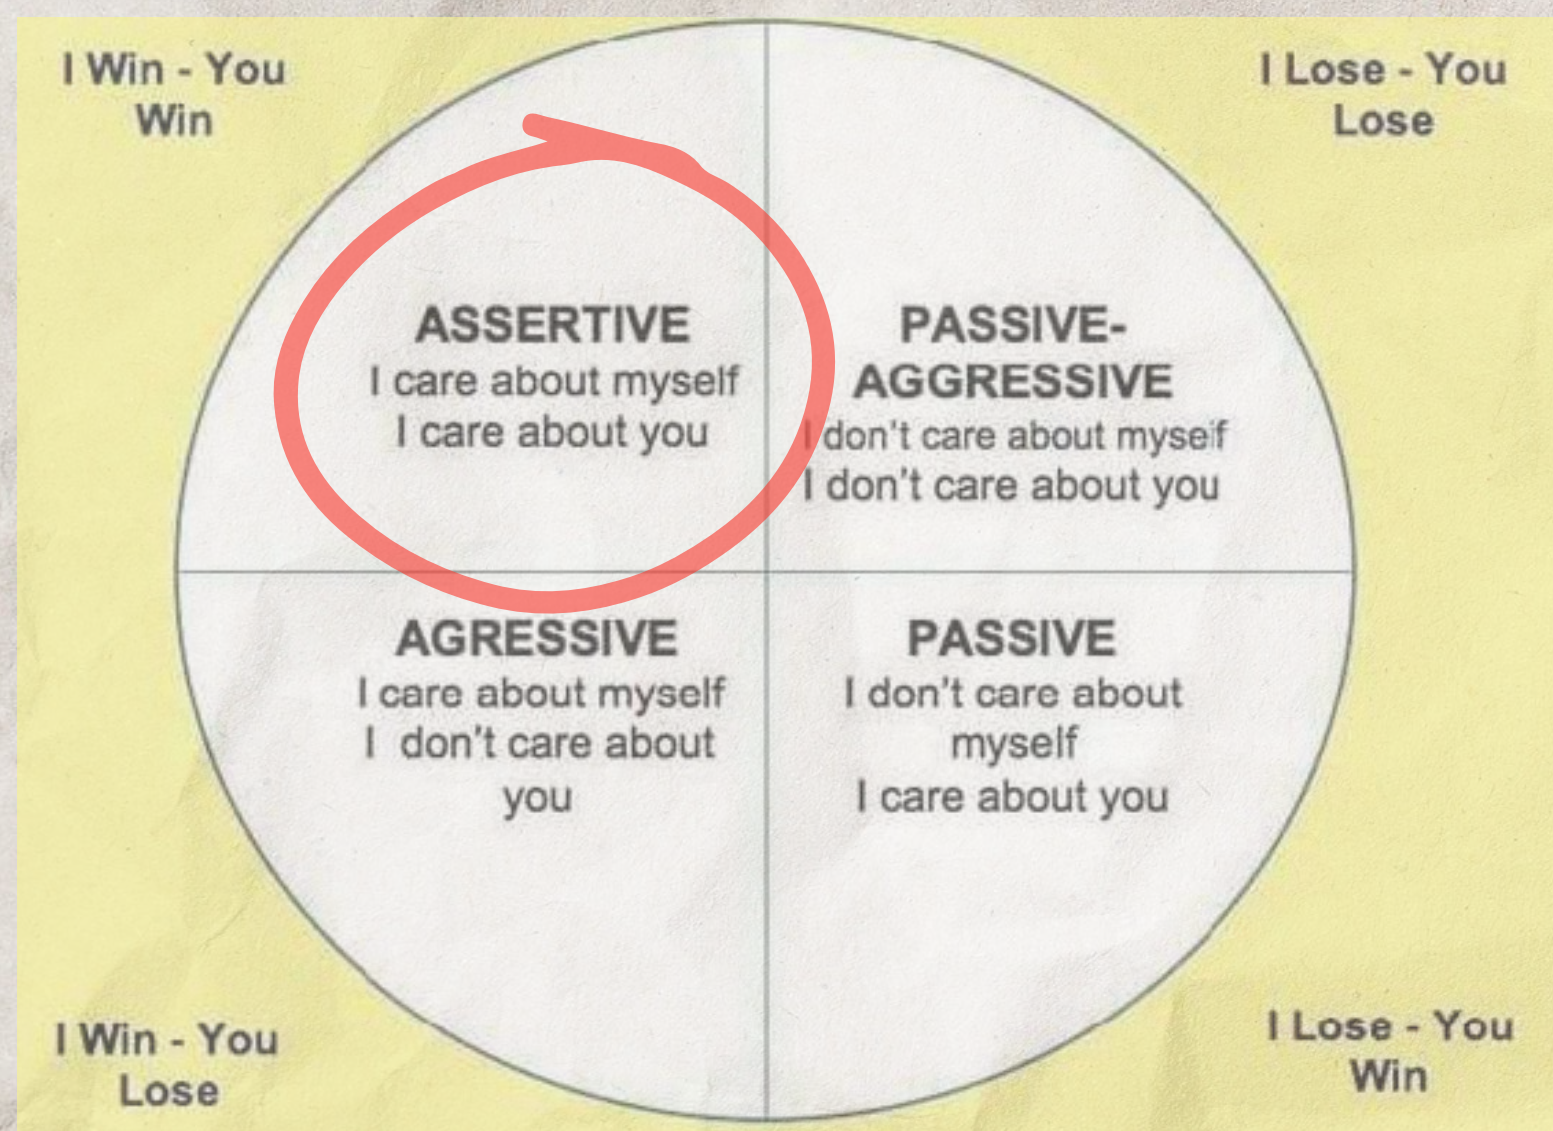 I Win - You
Win
I Lose - You
Lose
ASSERTIVE
I care about myself
I care about you
PASSIVE-
AGGRESSIVE
I don't care about myself
I don't care about you
AGRESSIVE
I care about myself
I don't care about
you
PASSIVE
I don't care about
myself
I care about you
I Win - You
Lose
I Lose - You
Win